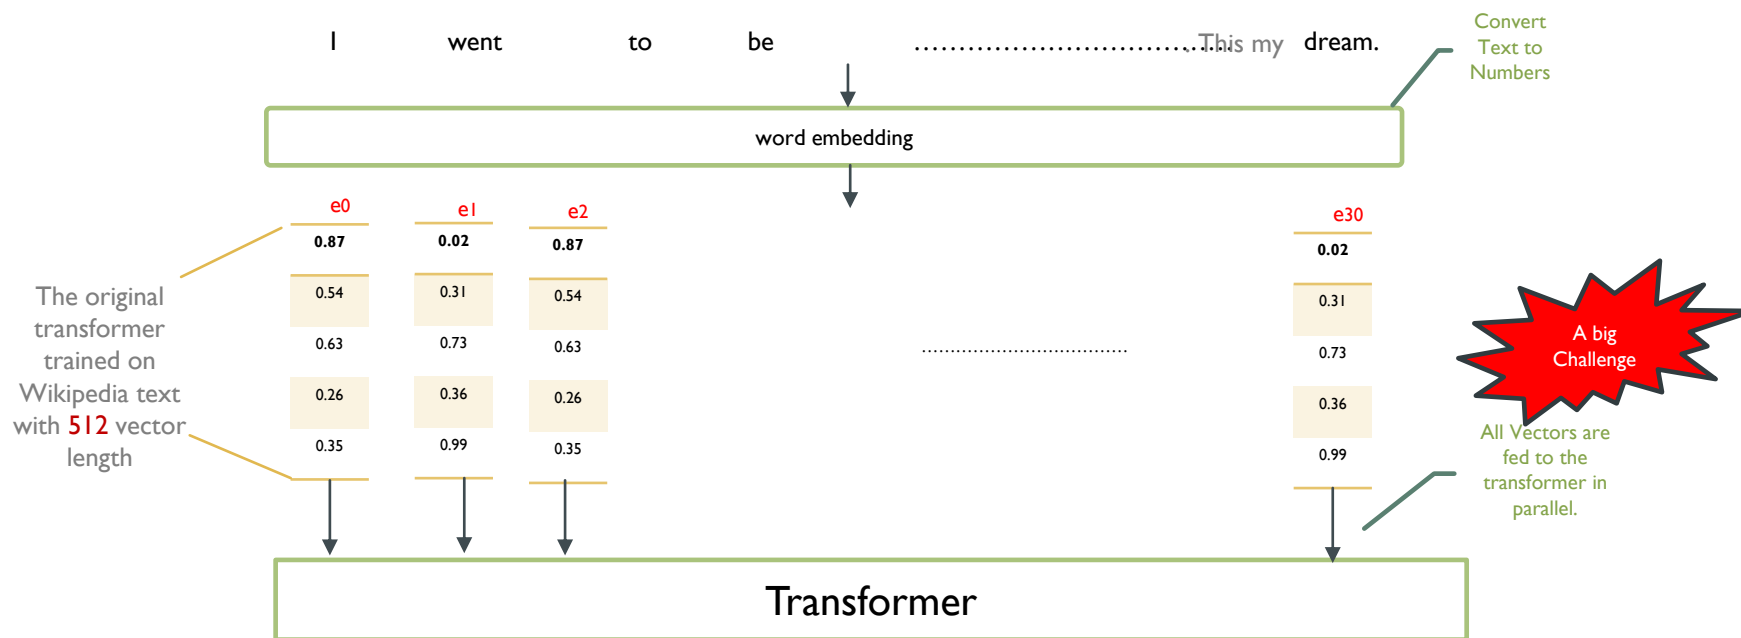 I went to be ................................ . This my dream.
Convert
Text to
Numbers
word embedding
e0 e1 e2 e30
0.87 0.02 0.87 0.02
0.54 0.31 0.54 0.31
0.63 0.73 0.63 ..................................... 0.73
0.26 0.36 0.26 0.36
0.35 0.99 0.35 0.99
The original
transformer
trained on
Wikipedia text
with 512 vector
length
A big
Challenge
All Vectors are
fed to the
transformer in
parallel.
Transformer